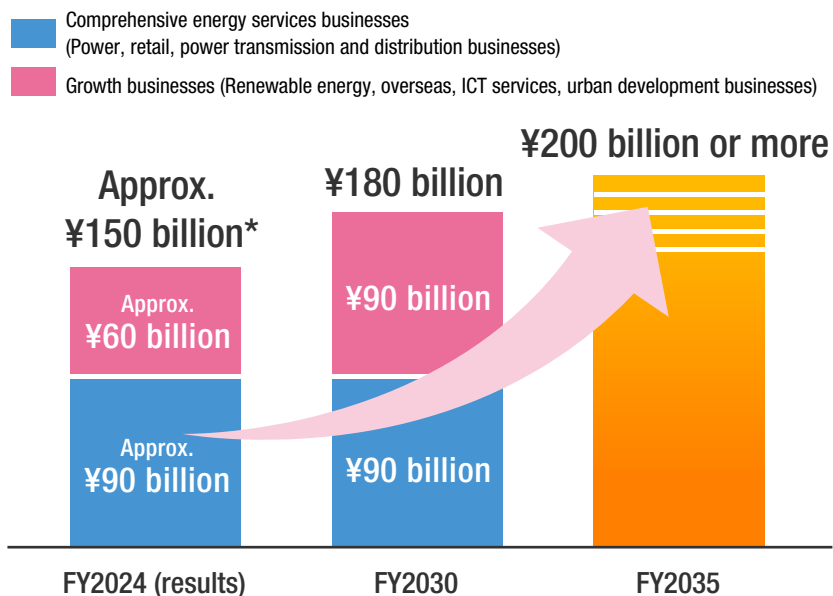 Comprehensive energy services businesses
(Power, retail, power transmission and distribution businesses)
Growth businesses (Renewable energy, overseas, ICT services, urban development businesses)
Approx.
¥150 billion*
¥180 billion
¥200 billion or more
Approx.
¥60 billion
¥90 billion
Approx.
¥90 billion
¥90 billion
FY2024 (results)
FY2030
FY2035